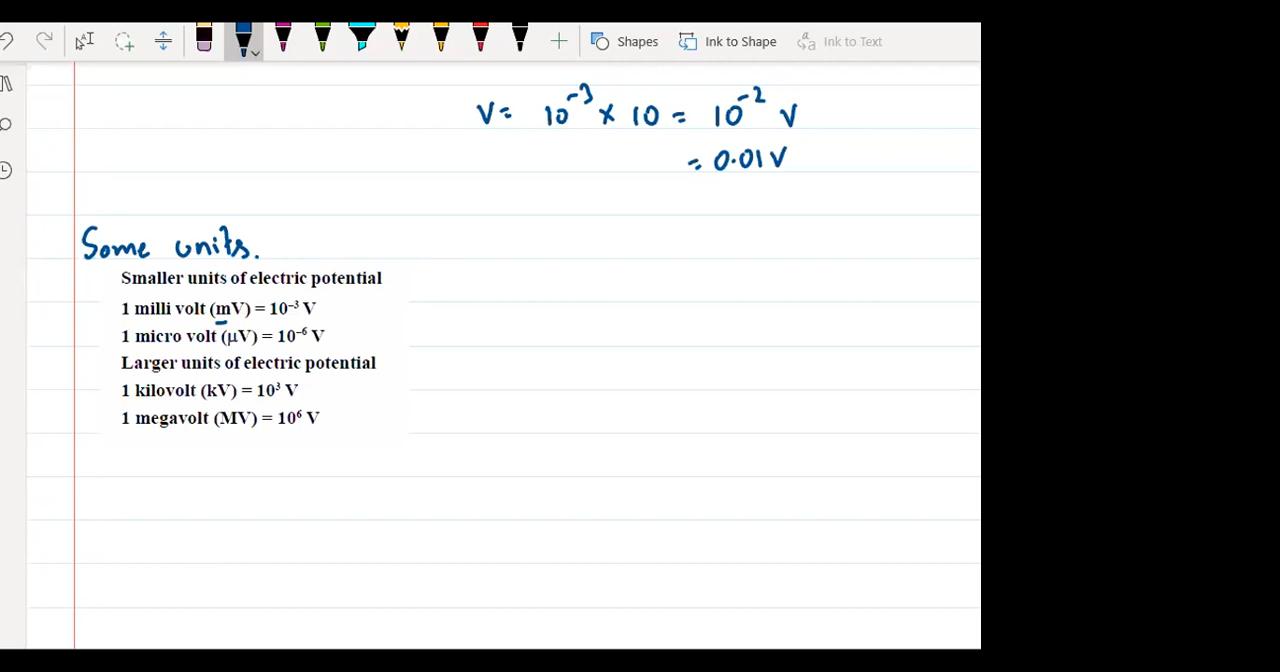 Shapes Ink to Shape Ink to Text
V = 10⁻³ × 10 = 10⁻² V
= 0.01 V
Some units.
Smaller units of electric potential
1 milli volt (mV) = 10⁻³ V
1 micro volt (μV) = 10⁻⁶ V
Larger units of electric potential
1 kilovolt (kV) = 10³ V
1 megavolt (MV) = 10⁶ V